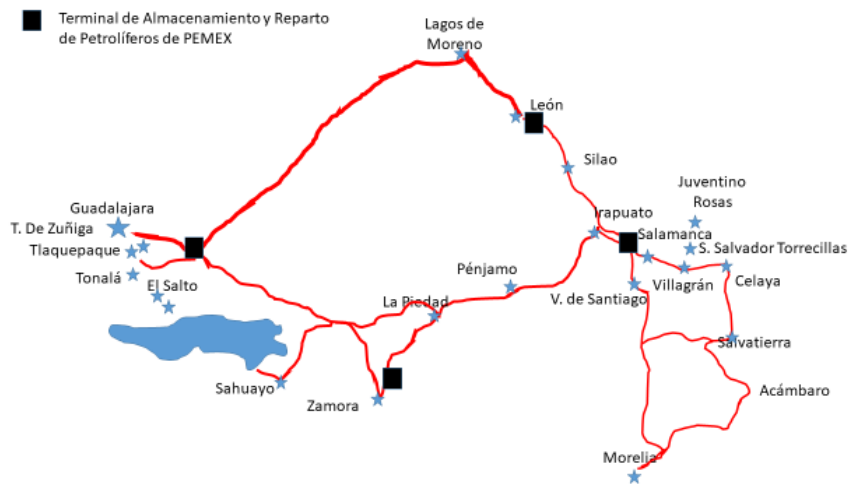 Terminal de Almacenamiento y Reparto
de Petrolíferos de PEMEX
Lagos de
Moreno
León
Silao
Juventino
Rosas
Guadalajara
Irapuato
T. De Zuñiga
Salamanca
Tlaquepaque
S. Salvador Torrecillas
Pénjamo
Tonalá
El Salto
Villagrán
Celaya
La Piedad
V. de Santiago
Salvatierra
Sahuayo
Acámbaro
Zamora
Morelia